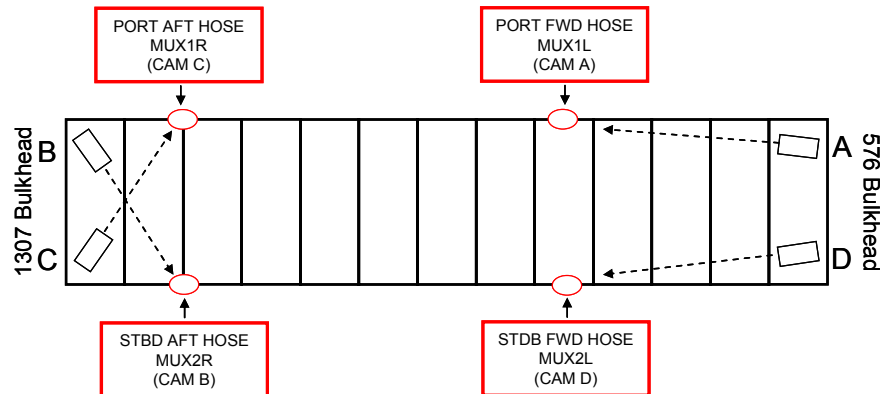 PORT AFT HOSE
MUX1R
(CAM C)
PORT FWD HOSE
MUX1L
(CAM A)
1307 Bulkhead
B
C
A
D
576 Bulkhead
STBD AFT HOSE
MUX2R
(CAM B)
STDB FWD HOSE
MUX2L
(CAM D)